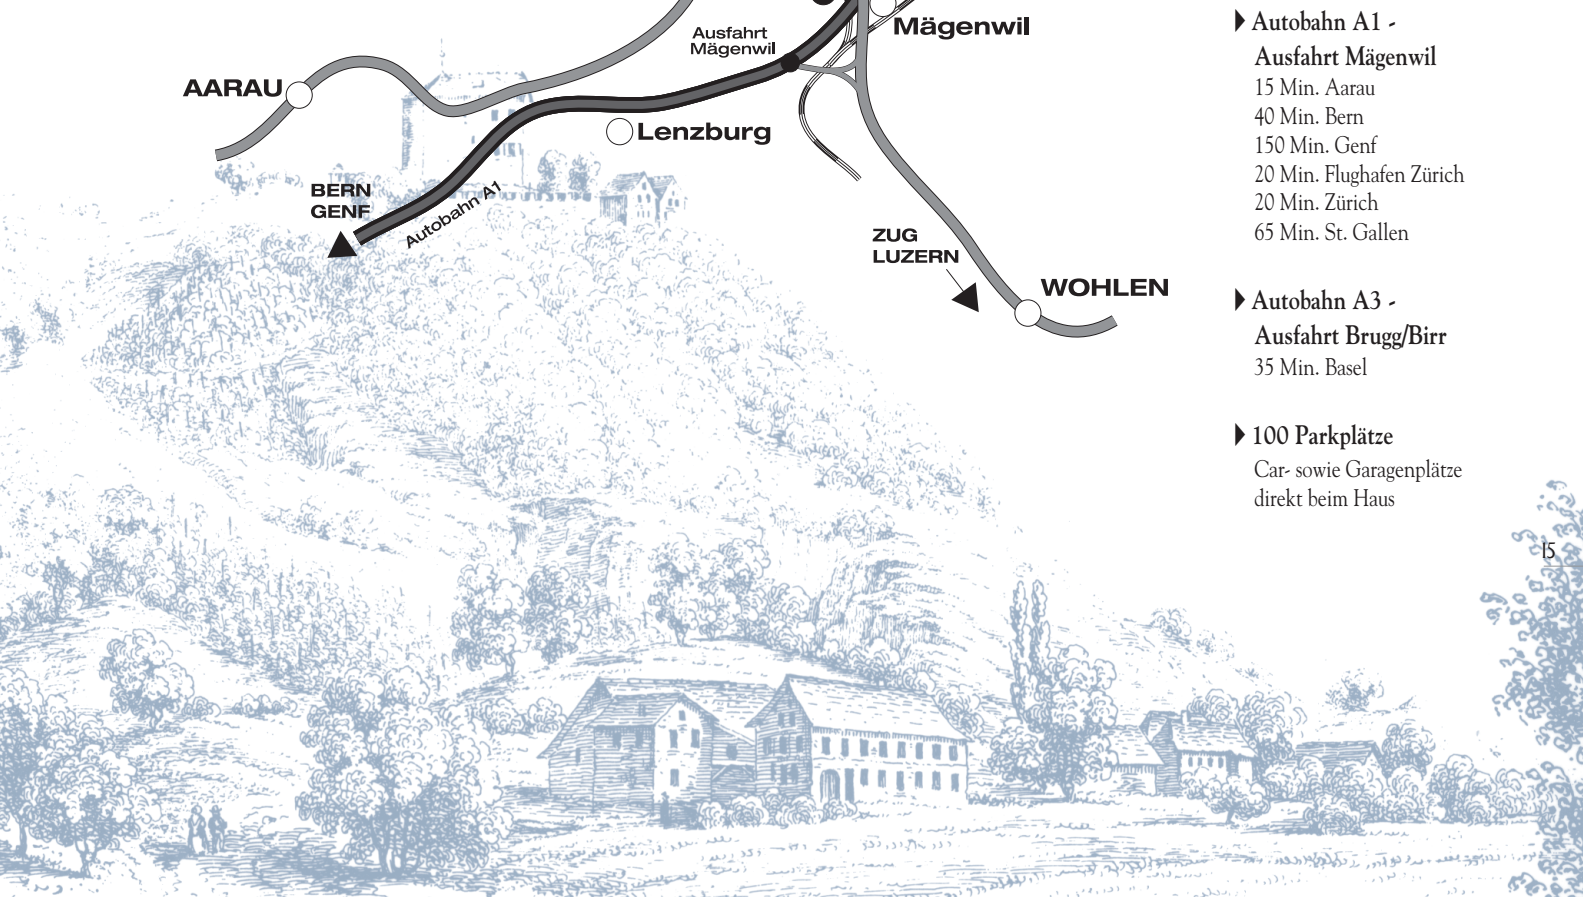 Ausfahrt
Mägenwil
Mägenwil
AARAU
Lenzburg
BERN
GENF
Autobahn A1
ZUG
LUZERN
WOHLEN
Autobahn A1 -
Ausfahrt Mägenwil
15 Min. Aarau
40 Min. Bern
150 Min. Genf
20 Min. Flughafen Zürich
20 Min. Zürich
65 Min. St. Gallen
Autobahn A3 -
Ausfahrt Brugg/Birr
35 Min. Basel
100 Parkplätze
Car- sowie Garagenplätze
direkt beim Haus
15